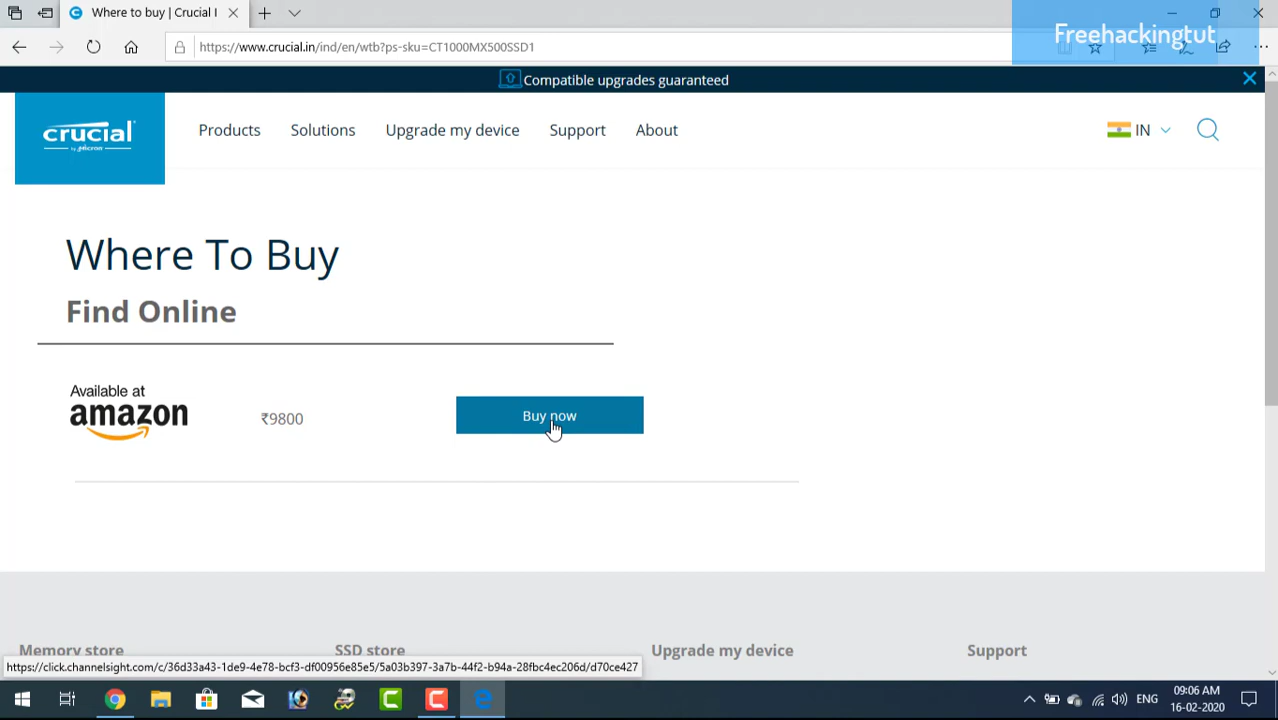 Where to buy | Crucial I
Freehackingtut
https://www.crucial.in/ind/en/wtb?ps-sku=CT1000MX500SSD1
Compatible upgrades guaranteed
crucial
by Micron
Products
Solutions
Upgrade my device
Support
About
IN
Where To Buy
Find Online
Available at
amazon
₹9800
Buy now
Memory store
SSD store
Upgrade my device
Support
https://click.channelsight.com/c/36d33a43-1de9-4e78-bcf3-df00956e85e5/5a03b397-3a7b-44f2-b94a-28fbc4ec206d/d70ce427
ENG
09:06 AM
16-02-2020